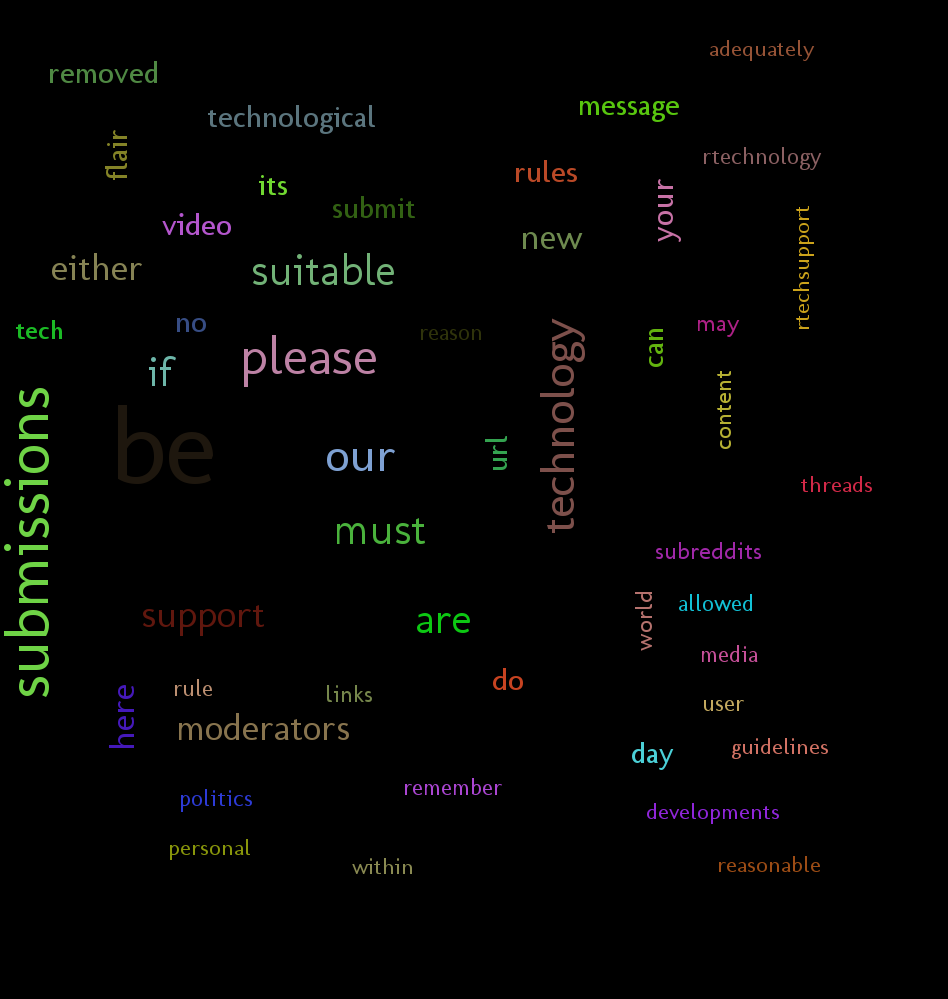 adequately
removed
message
technological
flair
rtechnology
rules
its
your
submit
video
rtechsupport
new
either
suitable
no
may
tech
reason
can
please
if
technology
content
be
our
url
submissions
threads
must
subreddits
world
allowed
support
are
media
do
rule
links
here
user
moderators
guidelines
day
remember
politics
developments
personal
reasonable
within